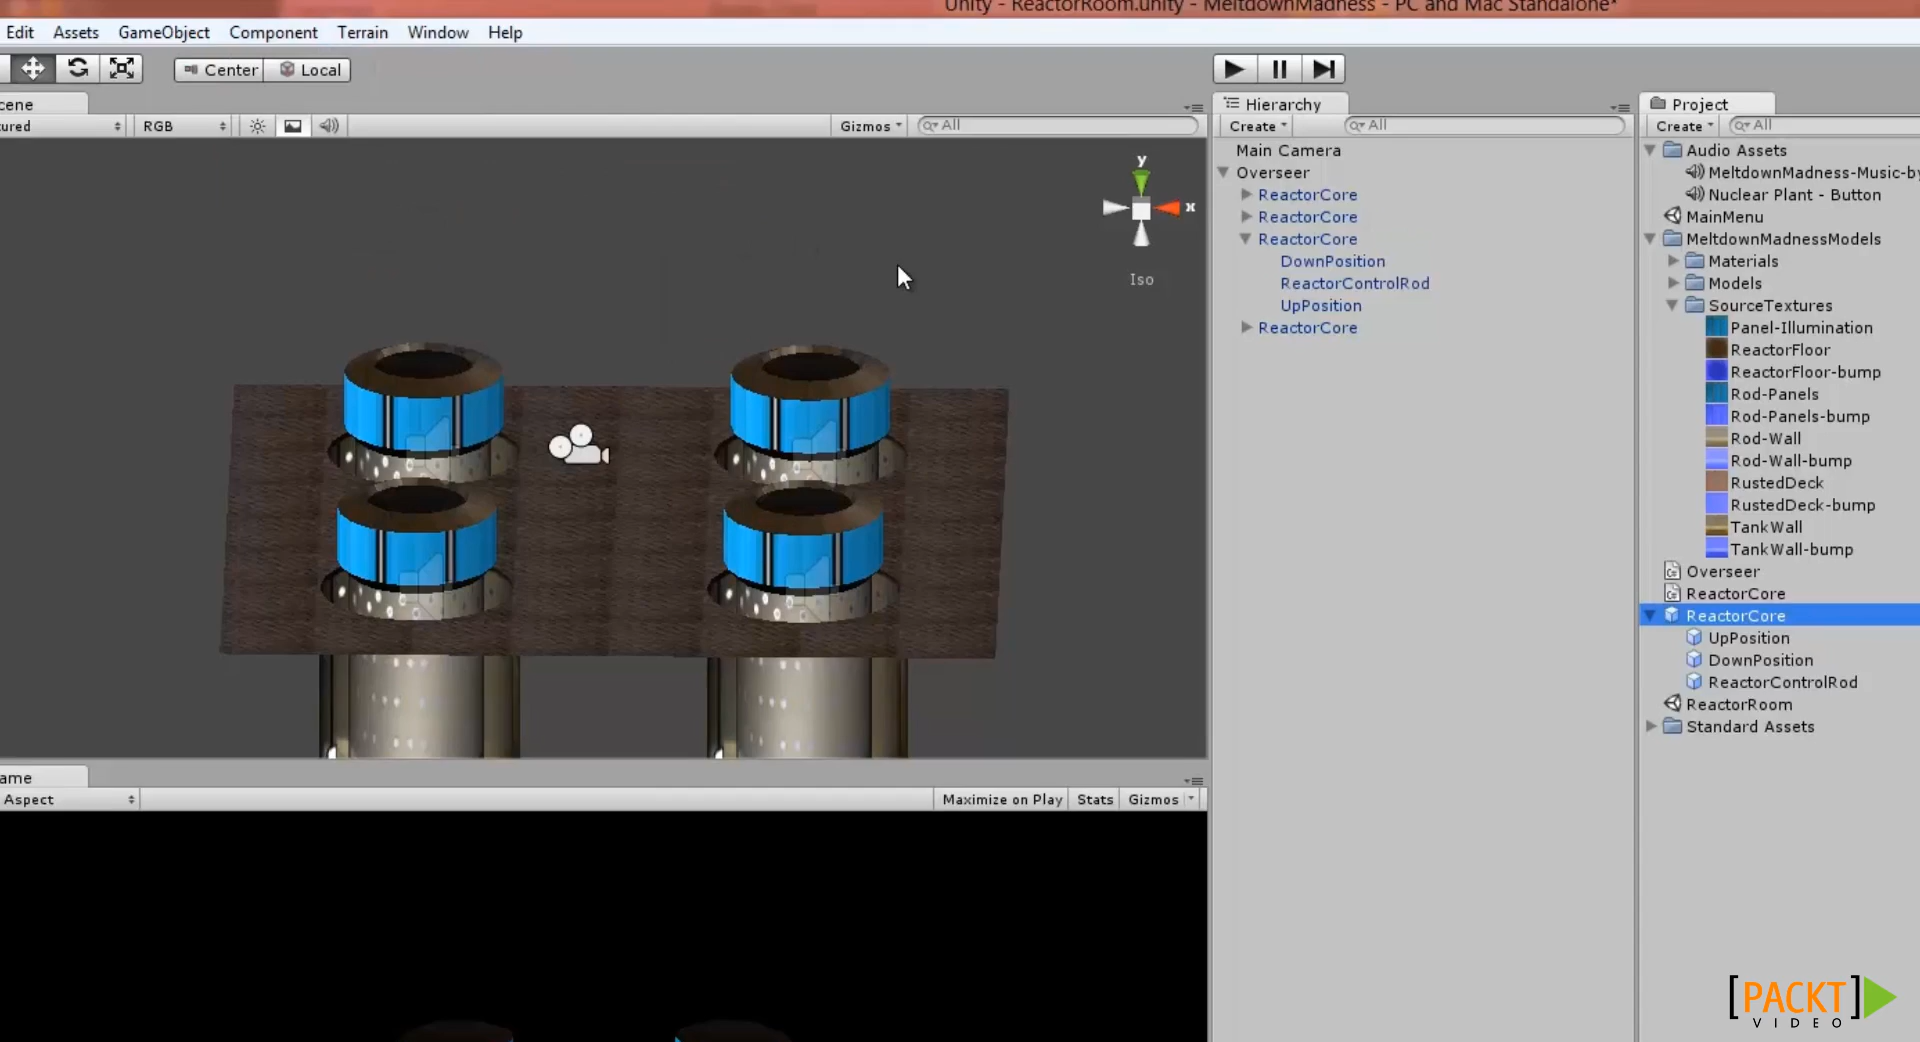 Unity - ReactorRoom.unity - MeltdownMadness - PC and Mac Standalone*
Edit Assets GameObject Component Terrain Window Help
Center Local
cene
Hierarchy
Project
ured RGB Gizmos All
Create All
Create All
y
x
Iso
Main Camera
Overseer
ReactorCore
ReactorCore
ReactorCore
DownPosition
ReactorControlRod
UpPosition
ReactorCore
Audio Assets
MeltdownMadness-Music-by
Nuclear Plant - Button
MainMenu
MeltdownMadnessModels
Materials
Models
SourceTextures
Panel-Illumination
ReactorFloor
ReactorFloor-bump
Rod-Panels
Rod-Panels-bump
Rod-Wall
Rod-Wall-bump
RustedDeck
RustedDeck-bump
TankWall
TankWall-bump
Overseer
ReactorCore
ReactorCore
UpPosition
DownPosition
ReactorControlRod
ReactorRoom
Standard Assets
ame
Aspect Maximize on Play Stats Gizmos
[PACKT]
VIDEO